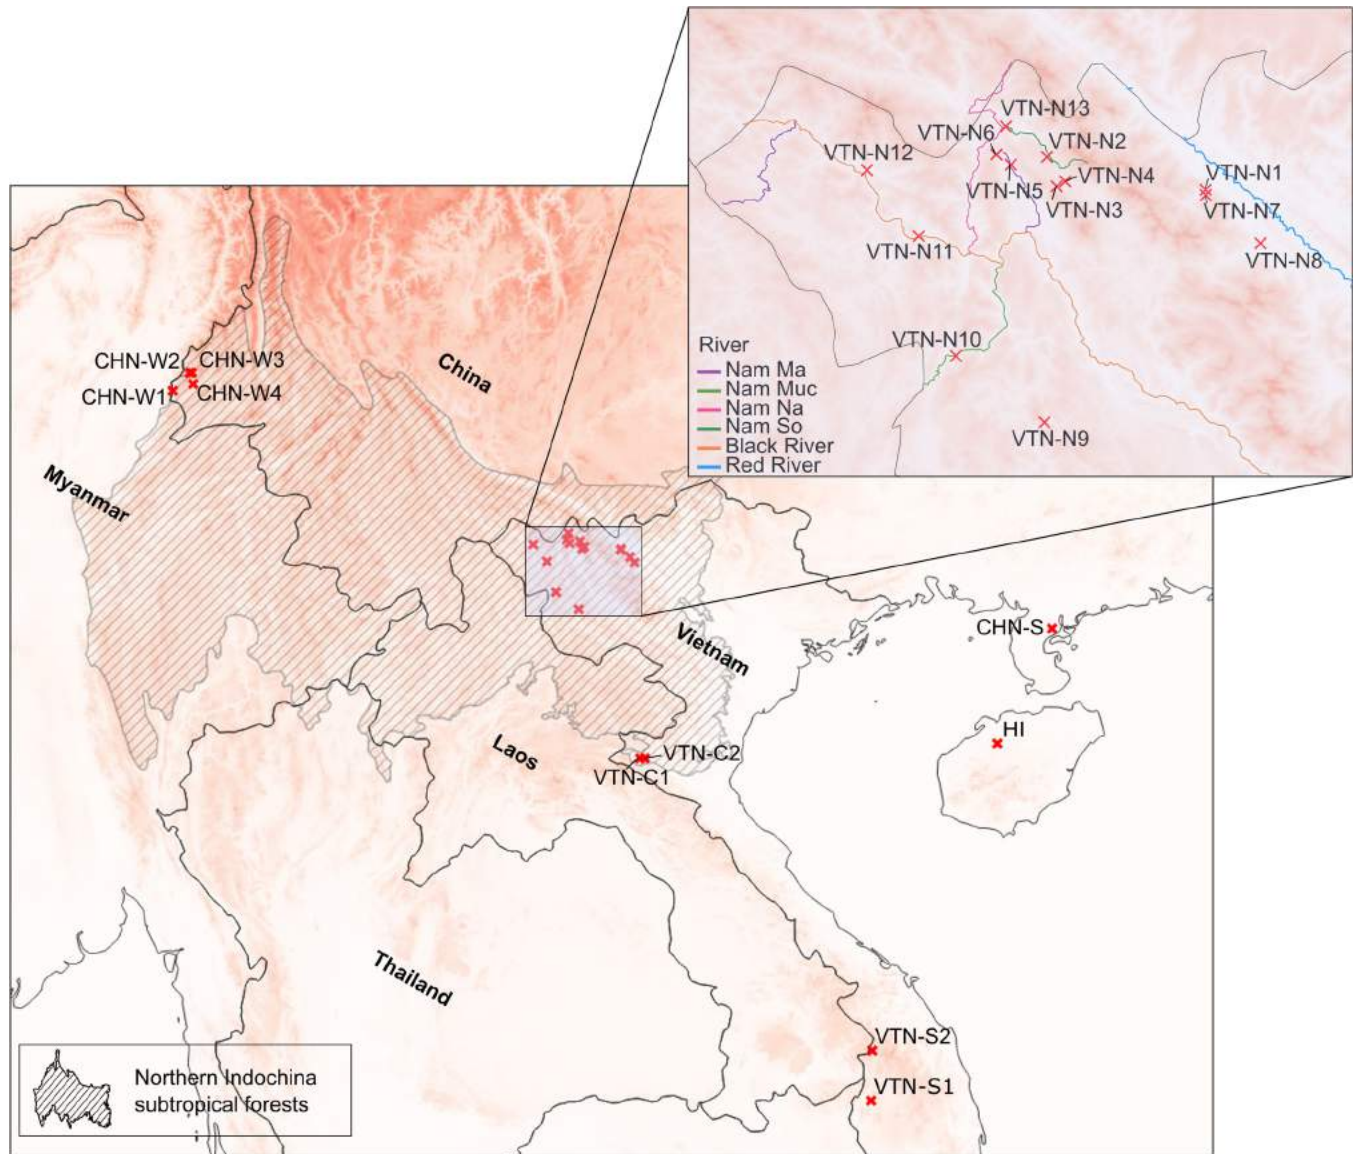 VTN-N13
VTN-N6
VTN-N2
VTN-N12
VTN-N4
VTN-N1
VTN-N5
VTN-N3
VTN-N7
VTN-N11
VTN-N8
VTN-N10
River
Nam Ma
Nam Muc
Nam Na
Nam So
Black River
Red River
VTN-N9
CHN-W2
CHN-W3
China
CHN-W1
CHN-W4
Myanmar
Vietnam
CHN-S
HI
Laos
VTN-C2
VTN-C1
Thailand
VTN-S2
VTN-S1
Northern Indochina
subtropical forests